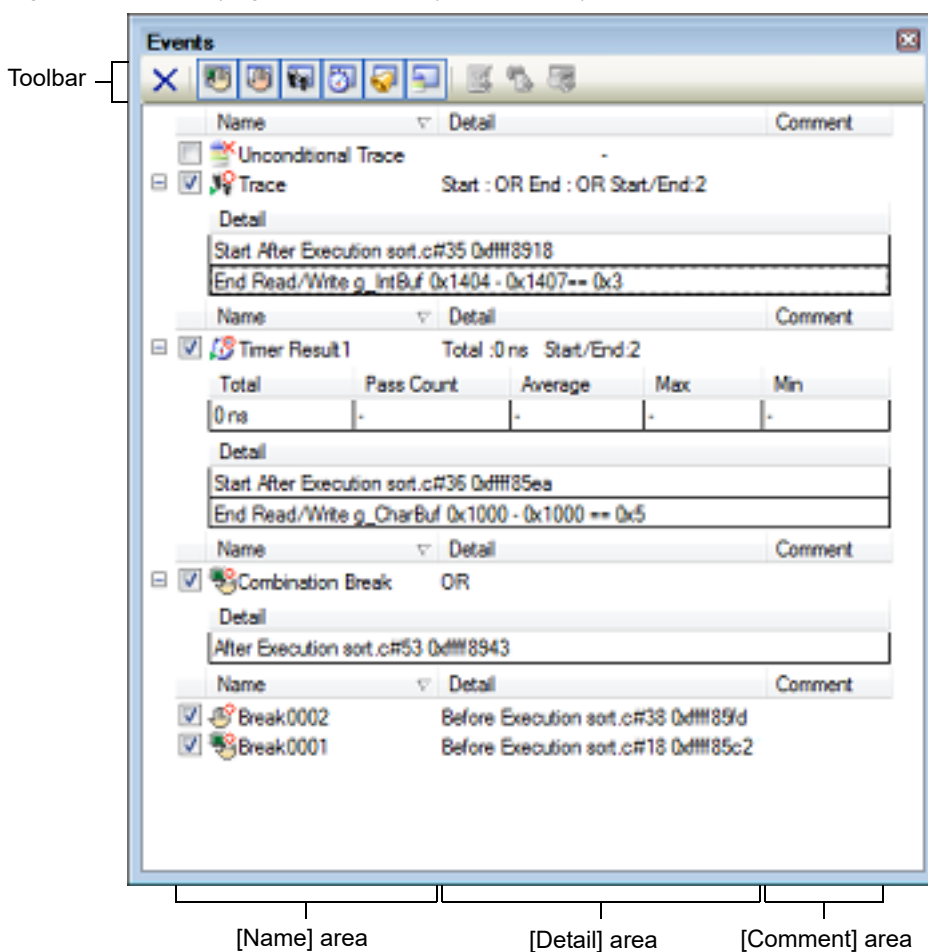 Events
Toolbar
Name Detail Comment
Unconditional Trace -
Trace Start : OR End : OR Start/End:2
Detail
Start After Execution sort.c#35 0xffff8918
End Read/Write g_IntBuf 0x1404 - 0x1407== 0x3
Name Detail Comment
Timer Result1 Total :0 ns Start/End:2
Total Pass Count Average Max Min
0 ns - - - -
Detail
Start After Execution sort.c#36 0xffff85ea
End Read/Write g_CharBuf 0x1000 - 0x1000 == 0x5
Name Detail Comment
Combination Break OR
Detail
After Execution sort.c#53 0xffff8943
Name Detail Comment
Break0002 Before Execution sort.c#38 0xffff85fd
Break0001 Before Execution sort.c#18 0xffff85c2
[Name] area [Detail] area [Comment] area